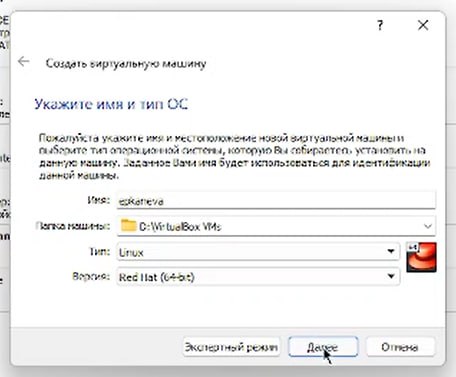 ?
Создать виртуальную машину
Укажите имя и тип ОС
Пожалуйста укажите имя и местоположение новой виртуальной машины и
выберите тип операционной системы, которую Вы собираетесь установить на
данную машину. Заданное Вами имя будет использоваться для идентификации
данной машины.
Имя: epkaneva
Папка машины: D:\VirtualBox VMs
Тип: Linux
64
Версия: Red Hat (64-bit)
Экспертный режим Далее Отмена